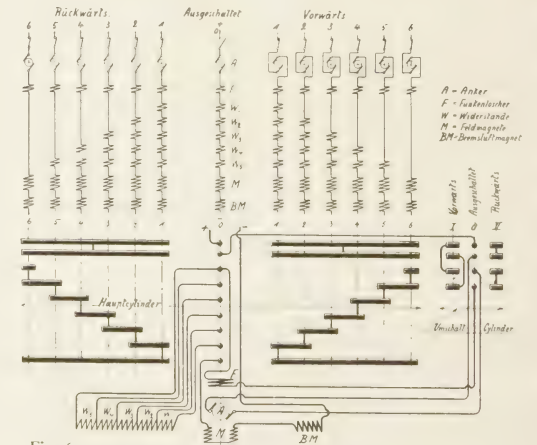 Rückwärts. Ausgeschaltet Vorwärts.
6 5 4 3 2 1 0 1 2 3 4 5 6
A
F
W₂
W₃
M
BM
A = Anker
F = Funkenlöscher
W = Widerstände
M = Feldmagnete
BM = Bremsluftmagnet
6 5 4 3 2 1 0 1 2 3 4 5 6
Vorwärts Ausgeschaltet Rückwärts
I 0
+
Hauptcylinder
Umschalt Cylinder
F
A
M
BM